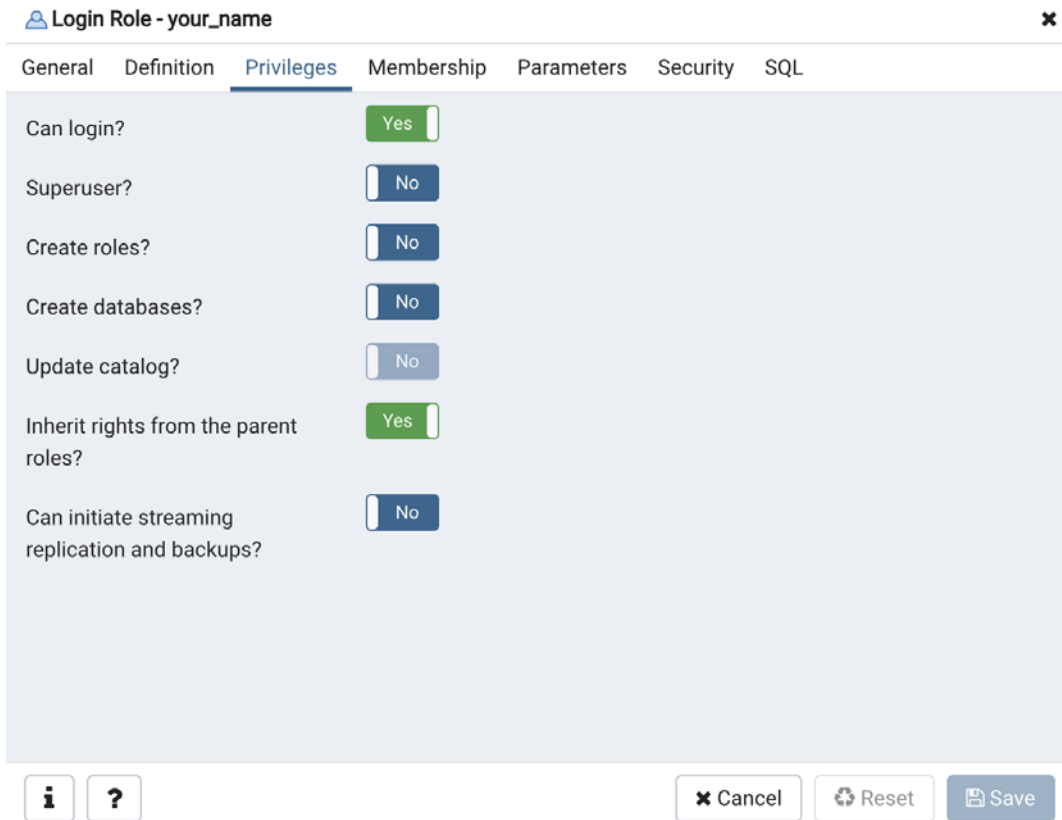 Login Role - your_name
General Definition Privileges Membership Parameters Security SQL
Can login? Yes
Superuser? No
Create roles? No
Create databases? No
Update catalog? No
Inherit rights from the parent Yes
roles?
Can initiate streaming No
replication and backups?
i ? Cancel Reset Save